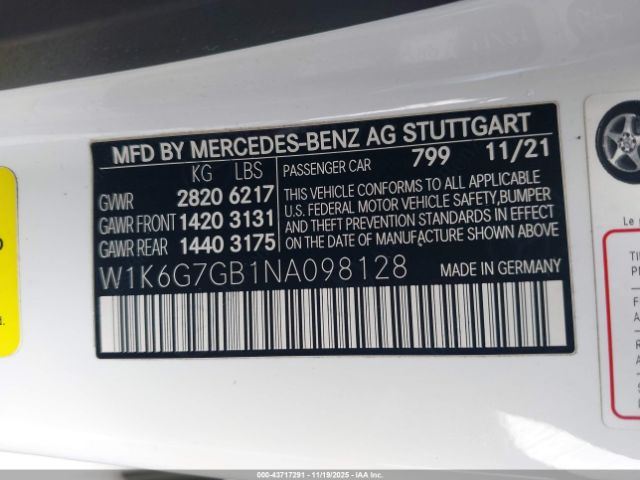 MFD BY MERCEDES-BENZ AG STUTTGART
KG LBS
GVWR 2820 6217
GAWR FRONT 1420 3131
GAWR REAR 1440 3175
PASSENGER CAR 799 11/21
THIS VEHICLE CONFORMS TO ALL APPLICABLE
U.S. FEDERAL MOTOR VEHICLE SAFETY,BUMPER
AND THEFT PREVENTION STANDARDS IN EFFECT
ON THE DATE OF MANUFACTURE SHOWN ABOVE.
W1K6G7GB1NA098128
MADE IN GERMANY
Le
d.
000-43717291 - 11/19/2025 - IAA Inc.